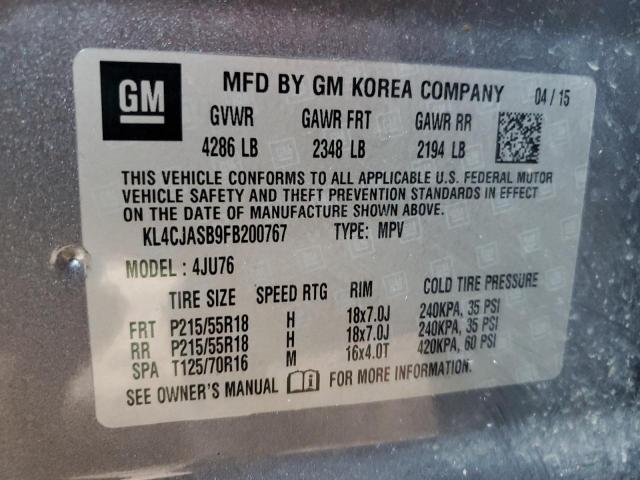 GM MFD BY GM KOREA COMPANY 04 / 15
GVWR GAWR FRT GAWR RR
4286 LB 2348 LB 2194 LB
THIS VEHICLE CONFORMS TO ALL APPLICABLE U.S. FEDERAL MOTOR
VEHICLE SAFETY AND THEFT PREVENTION STANDARDS IN EFFECT
ON THE DATE OF MANUFACTURE SHOWN ABOVE.
KL4CJASB9FB200767 TYPE: MPV
MODEL : 4JU76
TIRE SIZE SPEED RTG RIM COLD TIRE PRESSURE
FRT P215/55R18 H 18x7.0J 240KPA, 35 PSI
RR P215/55R18 H 18x7.0J 240KPA, 35 PSI
SPA T125/70R16 M 16x4.0T 420KPA, 60 PSI
SEE OWNER'S MANUAL FOR MORE INFORMATION.